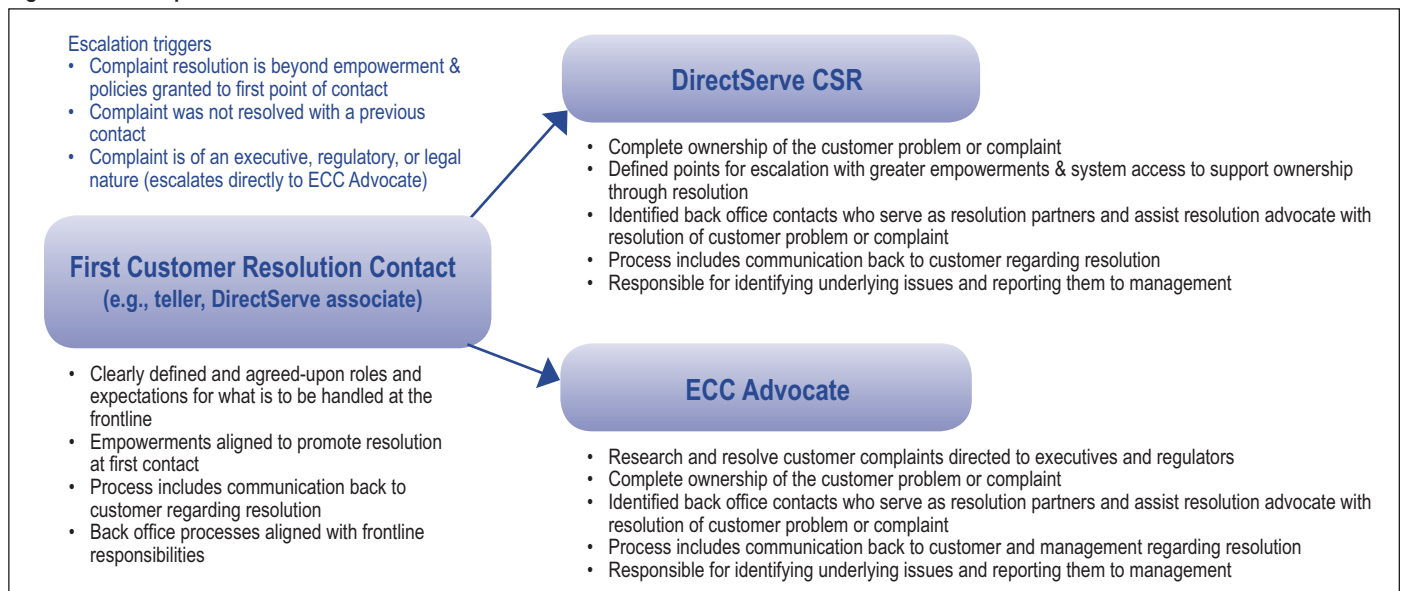 Escalation triggers
• Complaint resolution is beyond empowerment &
policies granted to first point of contact
• Complaint was not resolved with a previous
contact
• Complaint is of an executive, regulatory, or legal
nature (escalates directly to ECC Advocate)
First Customer Resolution Contact
(e.g., teller, DirectServe associate)
• Clearly defined and agreed-upon roles and
expectations for what is to be handled at the
frontline
• Empowerments aligned to promote resolution
at first contact
• Process includes communication back to
customer regarding resolution
• Back office processes aligned with frontline
responsibilities
DirectServe CSR
• Complete ownership of the customer problem or complaint
• Defined points for escalation with greater empowerments & system access to support ownership
through resolution
• Identified back office contacts who serve as resolution partners and assist resolution advocate with
resolution of customer problem or complaint
• Process includes communication back to customer regarding resolution
• Responsible for identifying underlying issues and reporting them to management
ECC Advocate
• Research and resolve customer complaints directed to executives and regulators
• Complete ownership of the customer problem or complaint
• Identified back office contacts who serve as resolution partners and assist resolution advocate with
resolution of customer problem or complaint
• Process includes communication back to customer and management regarding resolution
• Responsible for identifying underlying issues and reporting them to management